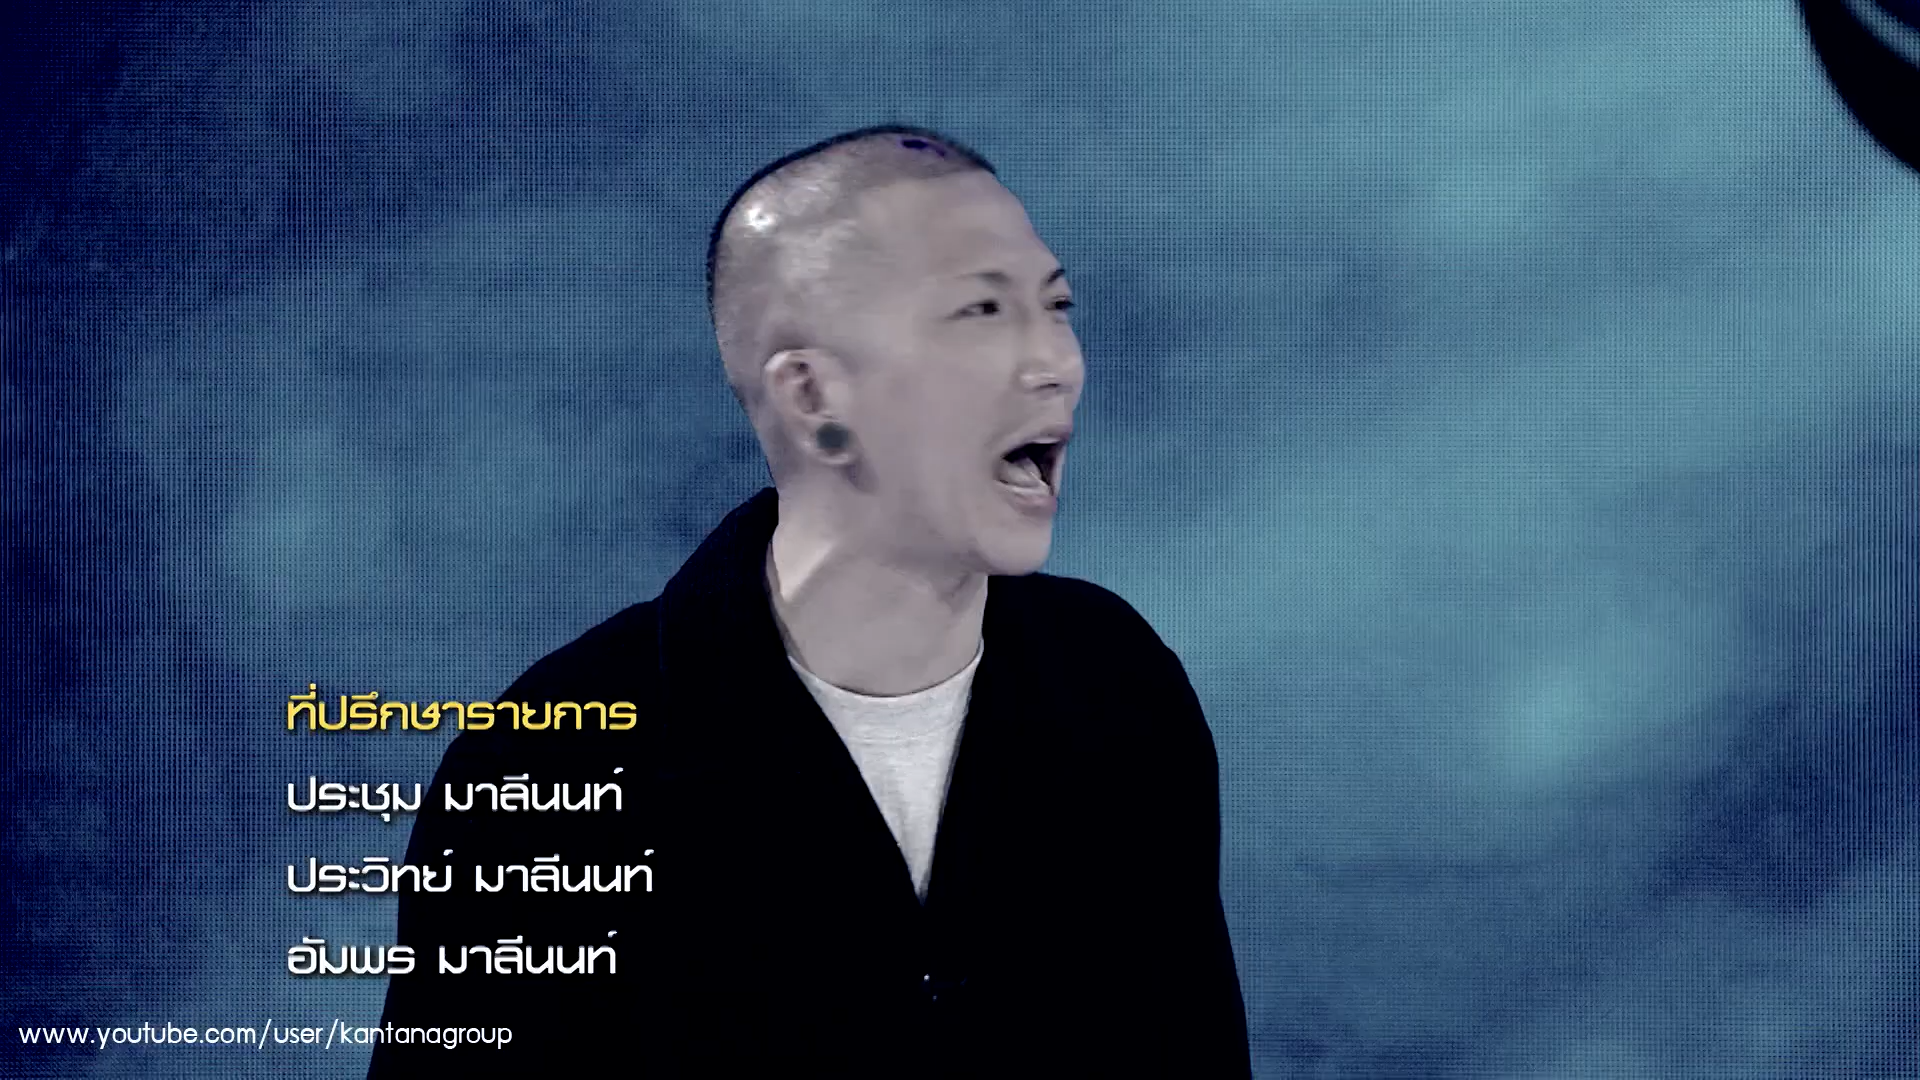 ที่ปรึกษารายการ
ประชุม มาลีนนท์
ประวิทย์ มาลีนนท์
อัมพร มาลีนนท์
www.youtube.com/user/kantanagroup